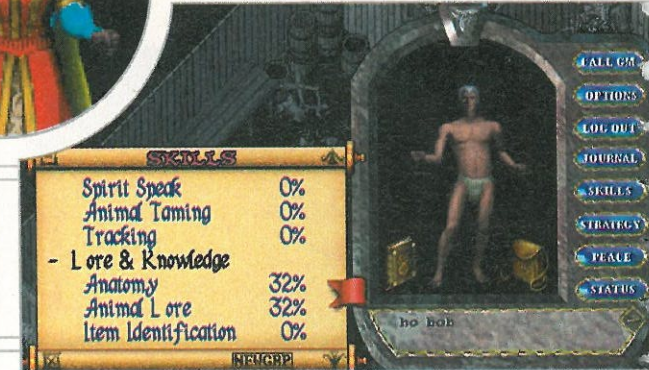 SKILLS
Spirit Speak 0%
Animal Taming 0%
Tracking 0%
- Lore & Knowledge
Anatomy 32%
Animal Lore 32%
Item Identification 0%
NEWGRP
CALL GM
OPTIONS
LOG OUT
JOURNAL
SKILLS
STRATEGY
PEACE
STATUS
ho bob